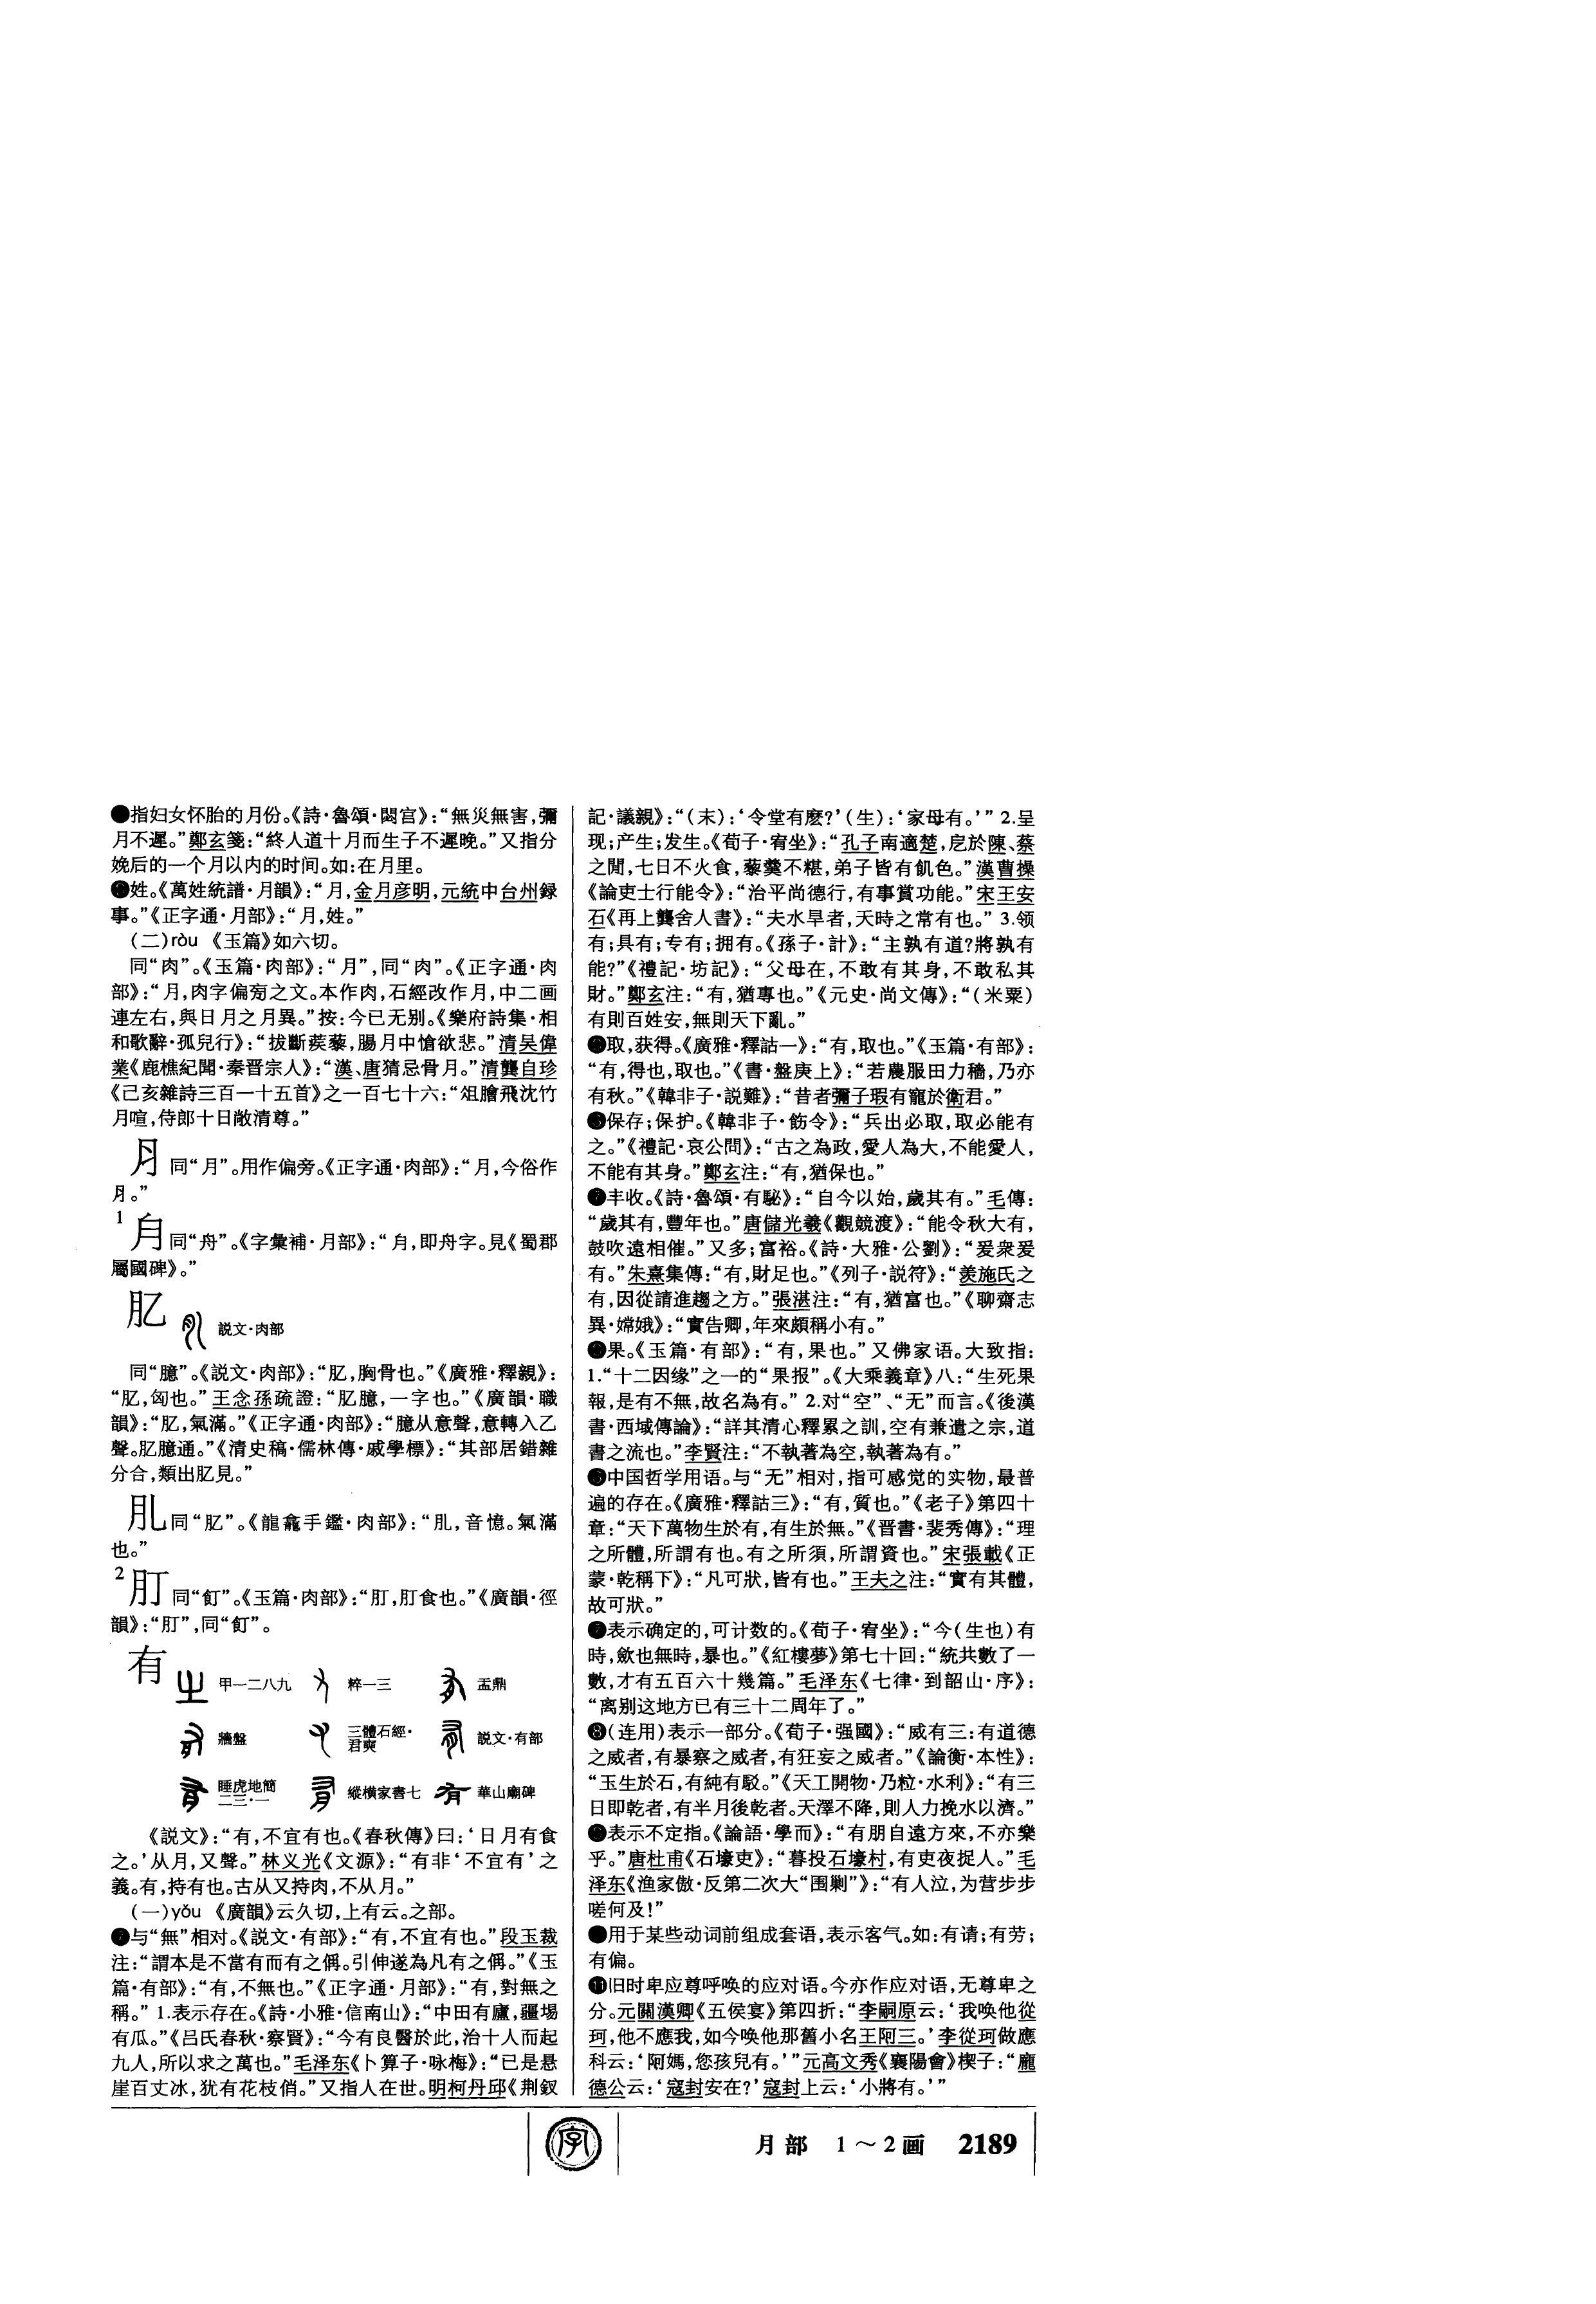 ●指妇女怀胎的月份。《詩·魯頌·閟宫》：“無災無害，彌
月不遲。”鄭玄箋：“終人道十月而生子不遲晚。”又指分
娩后的一个月以内的时间。如：在月里。
姓。《萬姓統譜·月韻》：“月，金月彦明，元統中台州録
事。”《正字通·月部》：“月，姓。”
（二）ròu 《玉篇》如六切。
同“肉”。《玉篇·肉部》：“月”，同“肉”。《正字通·肉
部》：“月，肉字偏旁之文。本作肉，石經改作月，中二画
連左右，與日月之月異。”按：今已无别。《樂府詩集·相
和歌辭·孤兒行》：“拔斷蒺藜，腸月中愴欲悲。”清吴偉
業《鹿樵紀聞·秦晋宗人》：“漢、唐猜忌骨月。”清龔自珍
《己亥雜詩三百一十五首》之一百七十六：“俎膾飛沈竹
月喧，侍郎十日敞清尊。”
⺼ 同“月”。用作偏旁。《正字通·肉部》：“月，今俗作
⺼。”
1
同“舟”。《字彙補·月部》：“ ，即舟字。見《蜀郡
屬國碑》。”
肊 説文·肉部
同“臆”。《説文·肉部》：“肊，胸骨也。”《廣雅·釋親》：
“肊，匈也。”王念孫疏證：“肊臆，一字也。”《廣韻·職
韻》：“肊，氣滿。”《正字通·肉部》：“臆从意聲，意轉入乙
聲。肊臆通。”《清史稿·儒林傳·戚學標》：“其部居錯雜
分合，類出肊見。”
同“肊”。《龍龕手鑑·肉部》：“ ，音憶。氣滿
也。”
2
肎 同“飣”。《玉篇·肉部》：“ ， 食也。”《廣韻·徑
韻》：“ ”，同“飣”。
有
甲一二八九 粹一三 盂鼎
牆盤 三體石經·君奭 説文·有部
睡虎地簡二三·一 縱横家書七 華山廟碑
《説文》：“有，不宜有也。《春秋傳》曰：‘日月有食
之。’从月，又聲。”林义光《文源》：“有非‘不宜有’之
義。有，持有也。古从又持肉，不从月。”
（一）yǒu 《廣韻》云久切，上有云。之部。
与“無”相对。《説文·有部》：“有，不宜有也。”段玉裁
注：“謂本是不當有而有之偁。引伸遂為凡有之偁。”《玉
篇·有部》：“有，不無也。”《正字通·月部》：“有，對無之
稱。” 1.表示存在。《詩·小雅·信南山》：“中田有廬，疆埸
有瓜。”《吕氏春秋·察賢》：“今有良醫於此，治十人而起
九人，所以求之萬也。”毛泽东《卜算子·咏梅》：“已是悬
崖百丈冰，犹有花枝俏。”又指人在世。明柯丹邱《荆釵
記·議親》：“（末）：‘令堂有麽？’（生）：‘家母有。’” 2.呈
现；产生；发生。《荀子·宥坐》：“孔子南適楚，戹於陳、蔡
之閒，七日不火食，藜羹不糂，弟子皆有飢色。”漢曹操
《論吏士行能令》：“治平尚德行，有事賞功能。”宋王安
石《再上龔舍人書》：“夫水旱者，天時之常有也。” 3.领
有；具有；专有；拥有。《孫子·計》：“主孰有道？將孰有
能？”《禮記·坊記》：“父母在，不敢有其身，不敢私其
財。”鄭玄注：“有，猶專也。”《元史·尚文傳》：“（米粟）
有則百姓安，無則天下亂。”
取，获得。《廣雅·釋詁一》：“有，取也。”《玉篇·有部》：
“有，得也，取也。”《書·盤庚上》：“若農服田力穡，乃亦
有秋。”《韓非子·説難》：“昔者彌子瑕有寵於衛君。”
保存；保护。《韓非子·飭令》：“兵出必取，取必能有
之。”《禮記·哀公問》：“古之為政，愛人為大，不能愛人，
不能有其身。”鄭玄注：“有，猶保也。”
丰收。《詩·魯頌·有駜》：“自今以始，歲其有。”毛傳：
“歲其有，豐年也。”唐儲光羲《觀競渡》：“能令秋大有，
鼓吹遠相催。”又多；富裕。《詩·大雅·公劉》：“爰衆爰
有。”朱熹集傳：“有，財足也。”《列子·説符》：“羨施氏之
有，因從請進趨之方。”張湛注：“有，猶富也。”《聊齋志
異·嫦娥》：“實告卿，年來頗稱小有。”
果。《玉篇·有部》：“有，果也。”又佛家语。大致指：
1.“十二因缘”之一的“果报”。《大乘義章》八：“生死果
報，是有不無，故名為有。” 2.对“空”、“无”而言。《後漢
書·西域傳論》：“詳其清心釋累之訓，空有兼遣之宗，道
書之流也。”李賢注：“不執著為空，執著為有。”
中国哲学用语。与“无”相对，指可感觉的实物，最普
遍的存在。《廣雅·釋詁三》：“有，質也。”《老子》第四十
章：“天下萬物生於有，有生於無。”《晋書·裴秀傳》：“理
之所體，所謂有也。有之所須，所謂資也。”宋張載《正
蒙·乾稱下》：“凡可狀，皆有也。”王夫之注：“實有其體，
故可狀。”
表示确定的，可计数的。《荀子·宥坐》：“今（生也）有
時，斂也無時，暴也。”《紅樓夢》第七十回：“統共數了一
數，才有五百六十幾篇。”毛泽东《七律·到韶山·序》：
“离别这地方已有三十二周年了。”
❽（连用）表示一部分。《荀子·强國》：“威有三：有道德
之威者，有暴察之威者，有狂妄之威者。”《論衡·本性》：
“玉生於石，有純有駁。”《天工開物·乃粒·水利》：“有三
日即乾者，有半月後乾者。天澤不降，則人力挽水以濟。”
表示不定指。《論語·學而》：“有朋自遠方來，不亦樂
乎。”唐杜甫《石壕吏》：“暮投石壕村，有吏夜捉人。”毛
泽东《渔家傲·反第二次大“围剿”》：“有人泣，为营步步
嗟何及！”
●用于某些动词前组成套语，表示客气。如：有请；有劳；
有偏。
⓫旧时卑应尊呼唤的应对语。今亦作应对语，无尊卑之
分。元關漢卿《五侯宴》第四折：“李嗣原云：‘我唤他從
珂，他不應我，如今唤他那舊小名王阿三。’李從珂做應
科云：‘阿媽，您孩兒有。’”元高文秀《襄陽會》楔子：“龐
德公云：‘寇封安在？’寇封上云：‘小將有。’”
字
月部 1～2画 2189